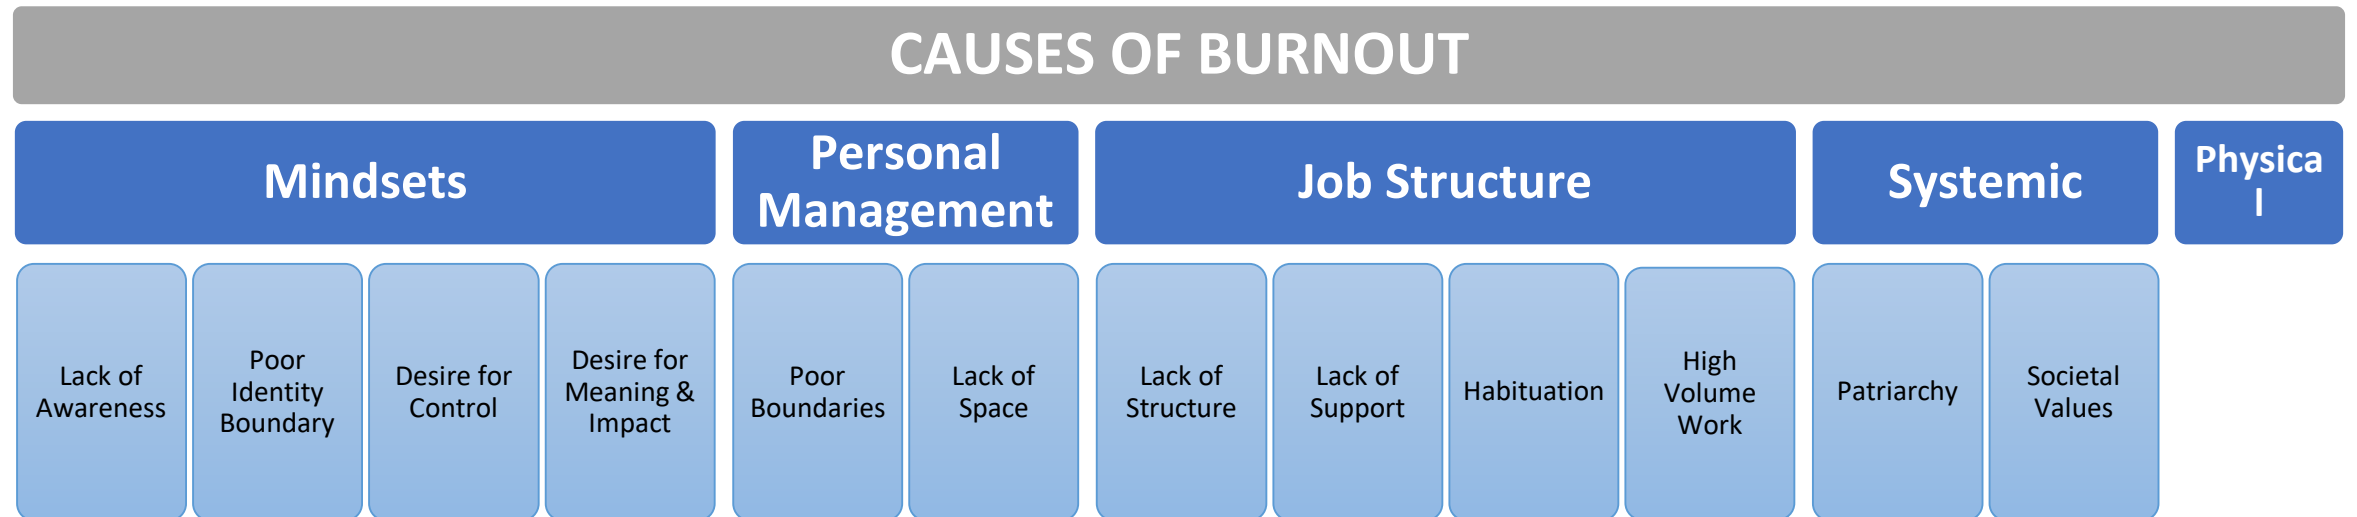 CAUSES OF BURNOUT
Mindsets
Personal
Management
Job Structure
Systemic
Physica
l
Lack of
Awareness
Poor
Identity
Boundary
Desire for
Control
Desire for
Meaning &
Impact
Poor
Boundaries
Lack of
Space
Lack of
Structure
Lack of
Support
Habituation
High
Volume
Work
Patriarchy
Societal
Values